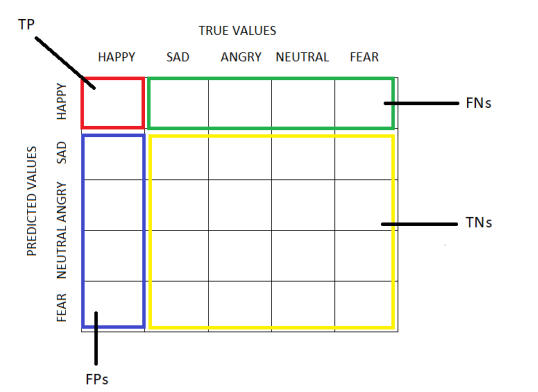 TP
TRUE VALUES
HAPPY SAD ANGRY NEUTRAL FEAR
PREDICTED VALUES
HAPPY
SAD
ANGRY
NEUTRAL
FEAR
FNs
TNs
FPs